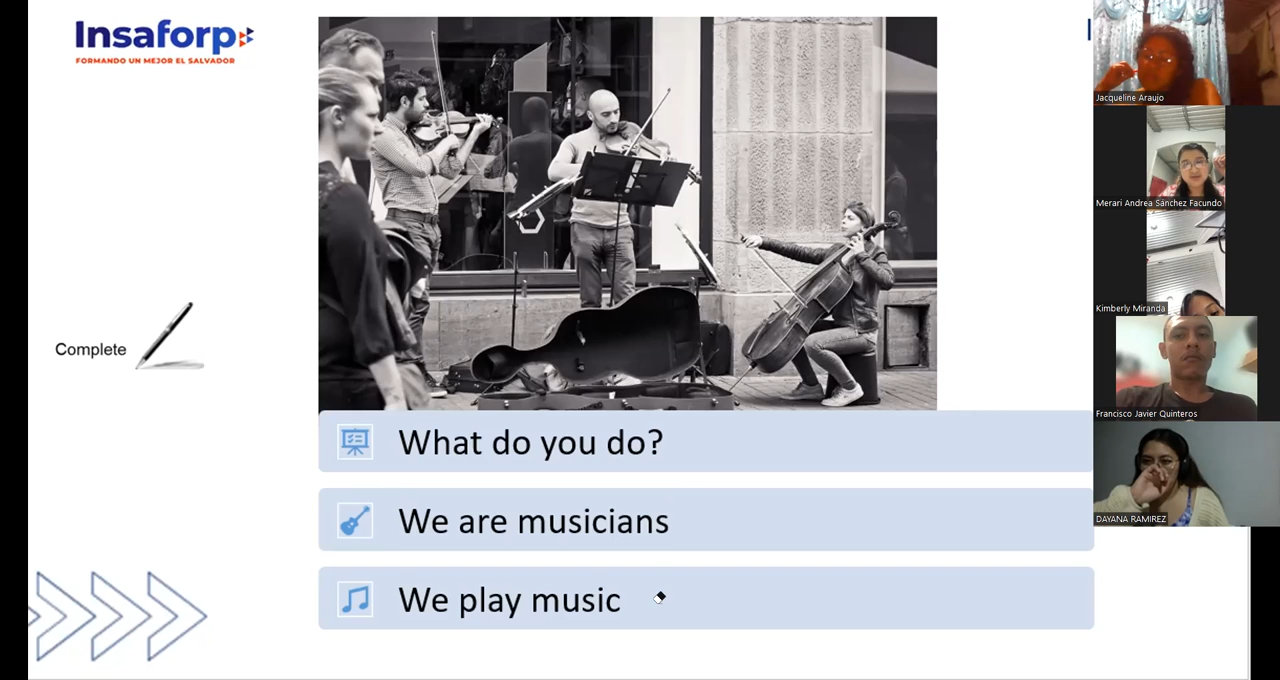 Insaforp
FORMANDO UN MEJOR EL SALVADOR
Complete
What do you do?
We are musicians
We play music
Jacqueline Araujo
Merari Andrea Sánchez Facundo
Kimberly Miranda
Francisco Javier Quinteros
DAYANA RAMIREZ